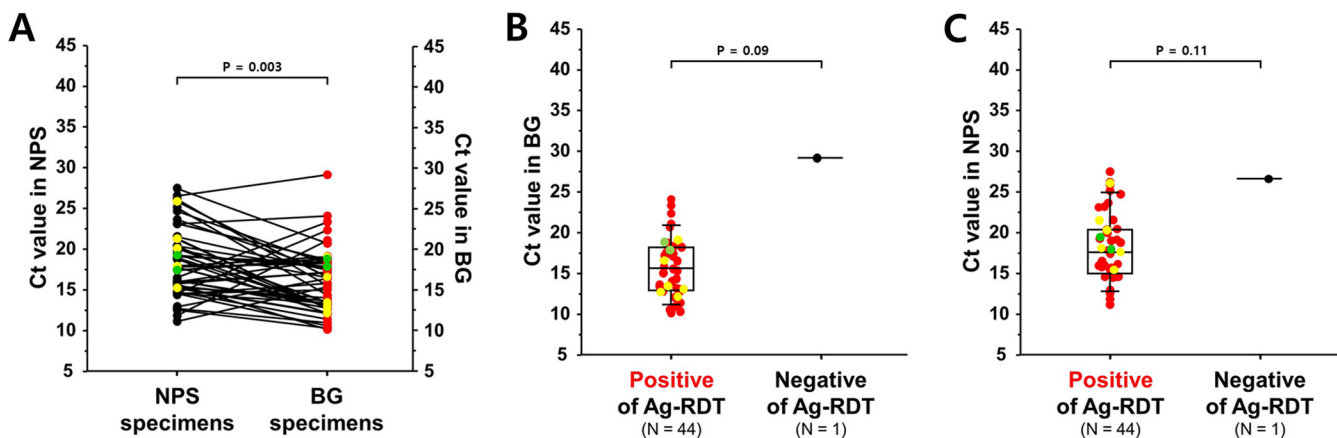 A
Ct value in NPS
45
40
35
30
25
20
15
10
5
P = 0.003
45
40
35
30
25
20
15
10
5
Ct value in BG
NPS
specimens
BG
specimens
B
Ct value in BG
45
40
35
30
25
20
15
10
5
P = 0.09
Positive
of Ag-RDT
(N = 44)
Negative
of Ag-RDT
(N = 1)
C
Ct value in NPS
45
40
35
30
25
20
15
10
5
P = 0.11
Positive
of Ag-RDT
(N = 44)
Negative
of Ag-RDT
(N = 1)